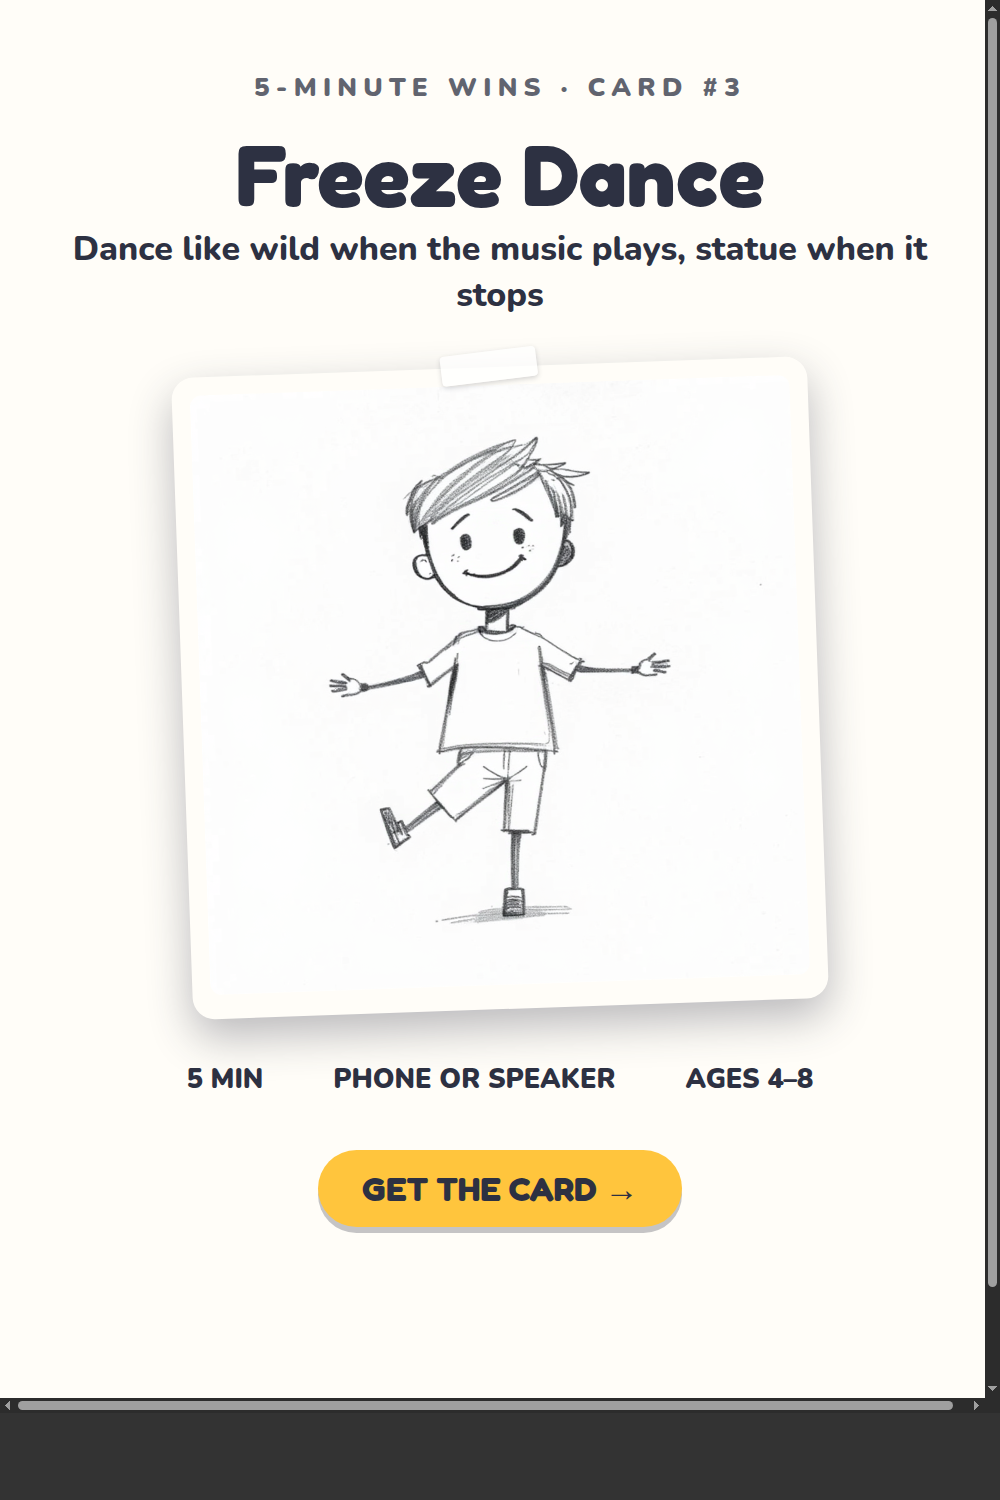 5-MINUTE WINS · CARD #3
Freeze Dance
Dance like wild when the music plays, statue when it
stops
5 MIN PHONE OR SPEAKER AGES 4–8
GET THE CARD →